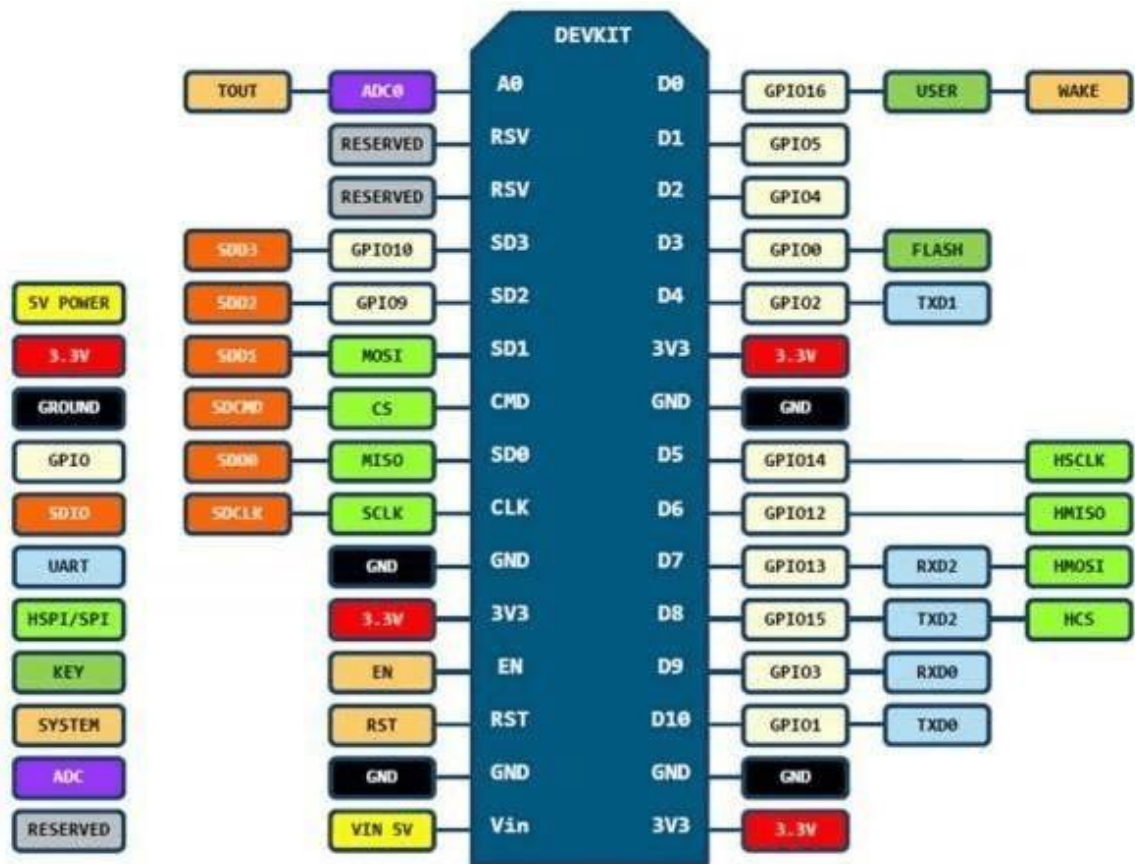 DEVKIT
TOUT ADC0 A0 D0 GPIO16 USER WAKE
RESERVED RSV D1 GPIO5
RESERVED RSV D2 GPIO4
SDD3 GPIO10 SD3 D3 GPIO0 FLASH
5V POWER SDD2 GPIO9 SD2 D4 GPIO2 TXD1
3.3V SDD1 MOSI SD1 3V3 3.3V
GROUND SDCMD CS CMD GND GND
GPIO SDD0 MISO SD0 D5 GPIO14 HSCLK
SDIO SDCLK SCLK CLK D6 GPIO12 HMISO
UART GND GND D7 GPIO13 RXD2 HMOSI
HSPI/SPI 3.3V 3V3 D8 GPIO15 TXD2 HCS
KEY EN EN D9 GPIO3 RXD0
SYSTEM RST RST D10 GPIO1 TXD0
ADC GND GND GND GND
RESERVED VIN 5V Vin 3V3 3.3V